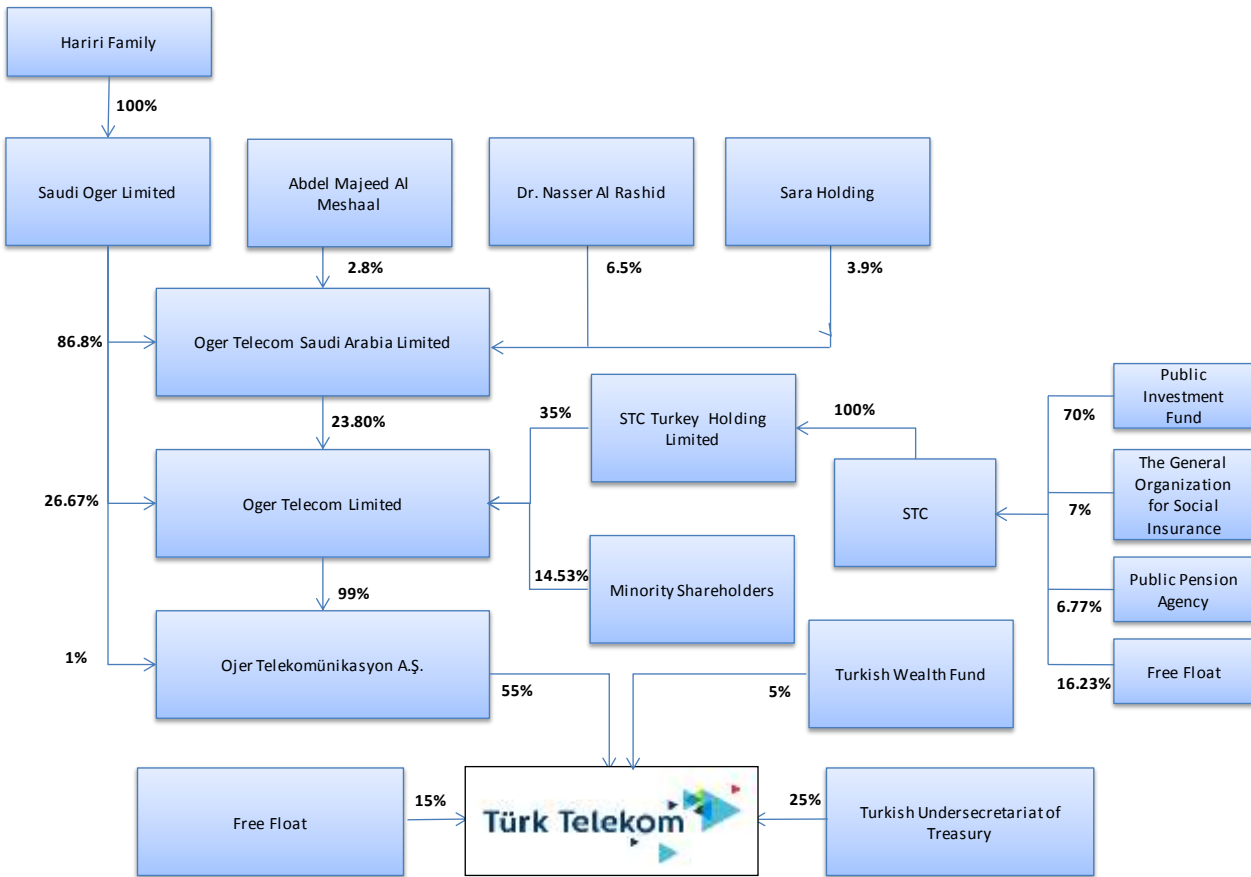 Hariri Family
100%
Saudi Oger Limited
Abdel Majeed Al
Meshaal
Dr. Nasser Al Rashid
Sara Holding
2.8%
6.5%
3.9%
86.8%
Oger Telecom Saudi Arabia Limited
23.80%
35%
STC Turkey Holding
Limited
100%
Public
Investment
Fund
70%
26.67%
Oger Telecom Limited
STC
The General
Organization
for Social
Insurance
7%
99%
14.53%
Minority Shareholders
Public Pension
Agency
6.77%
1%
Ojer Telekomünikasyon A.Ş.
55%
Turkish Wealth Fund
5%
Free Float
16.23%
Free Float
15%
Türk Telekom
25%
Turkish Undersecretariat of
Treasury